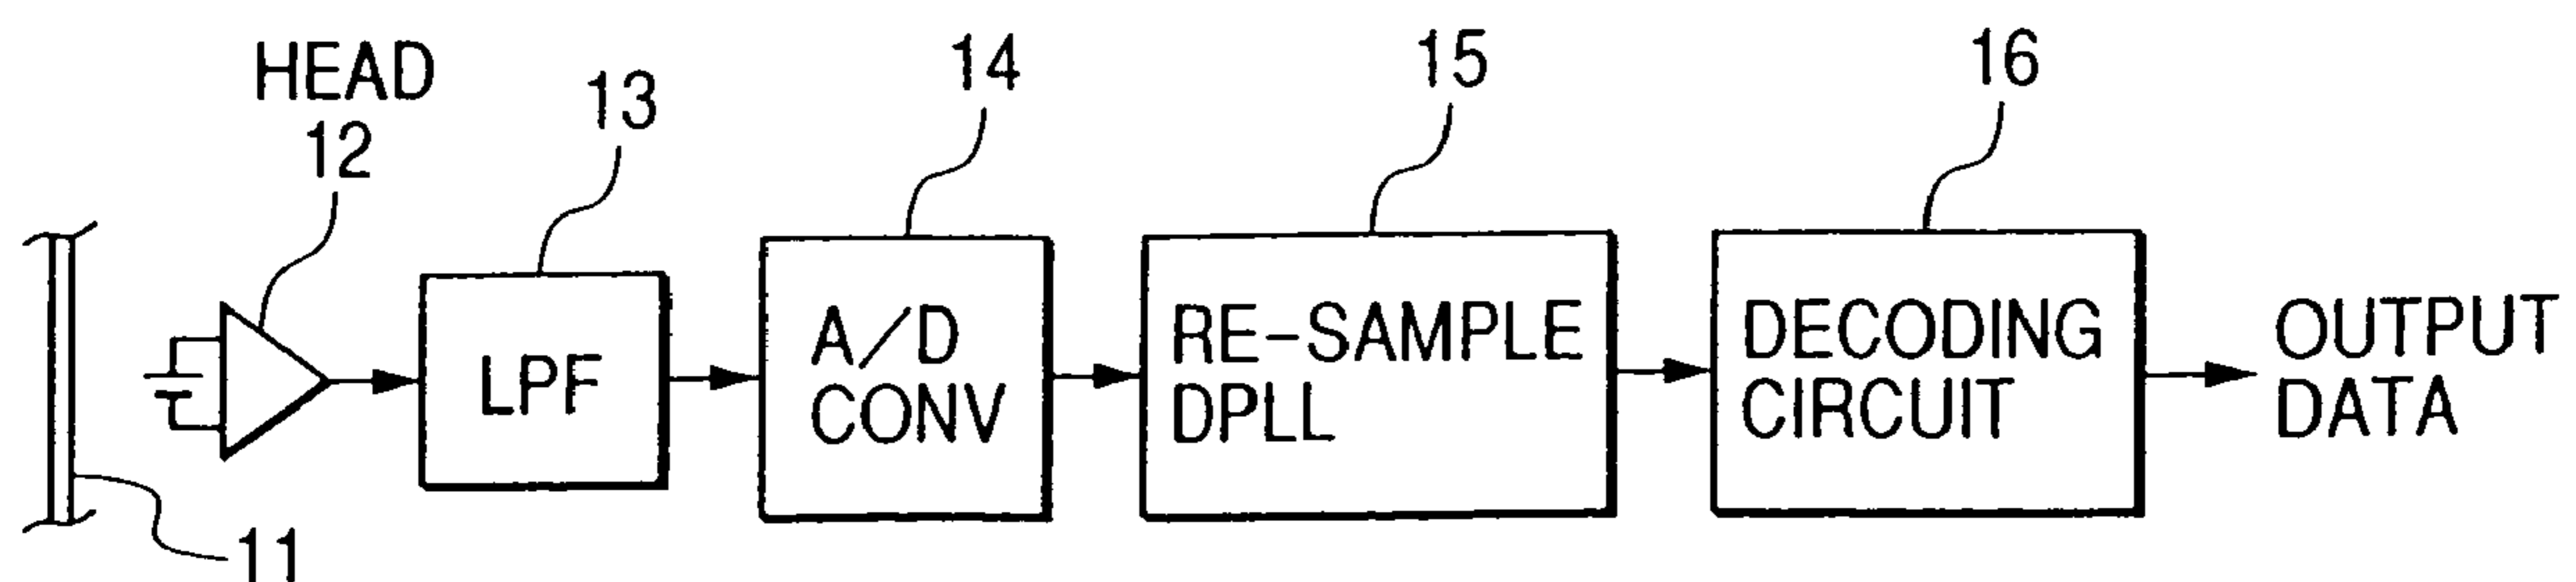 HEAD
12
13
14
15
16
LPF
A/D
CONV
RE-SAMPLE
DPLL
DECODING
CIRCUIT
OUTPUT
DATA
11